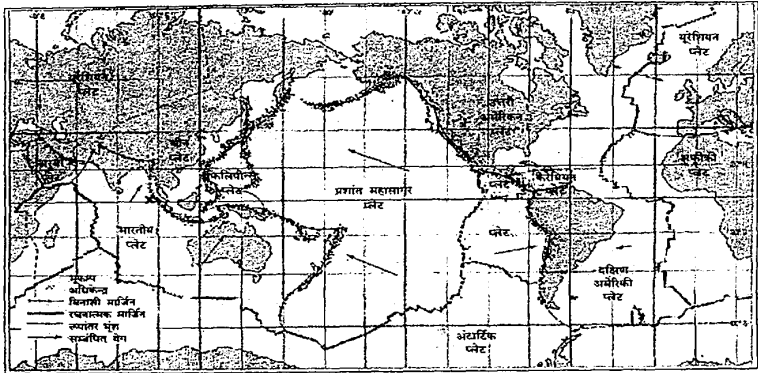 यूरेशियन
प्लेट
प्लेट
उत्तरी
अमेरिकन
प्लेट
चीन
प्लेट
प्लेट
फिलिपीन
प्लेट
प्लेट
कैरेबियन
प्लेट
अफ्रीकी
प्लेट
प्रशांत महासागर
प्लेट
भारतीय
प्लेट
प्लेट
दक्षिण
अमेरिकी
प्लेट
अंटार्टिक
प्लेट
भूकम्प
अधिकेन्द्र
विनाशी मार्जिन
रचनात्मक मार्जिन
रूपांतर भ्रंश
सम्बंधित वेग